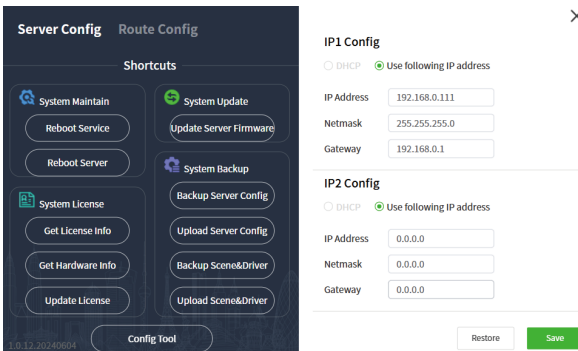 Server Config Route Config
Shortcuts
System Maintain
Reboot Service
Reboot Server
System License
Get License Info
Get Hardware Info
Update License
System Update
Update Server Firmware
System Backup
Backup Server Config
Upload Server Config
Backup Scene&Driver
Upload Scene&Driver
Config Tool
1.0.12.20240604
IP1 Config
DHCP Use following IP address
IP Address 192.168.0.111
Netmask 255.255.255.0
Gateway 192.168.0.1
IP2 Config
DHCP Use following IP address
IP Address 0.0.0.0
Netmask 0.0.0.0
Gateway 0.0.0.0
Restore Save